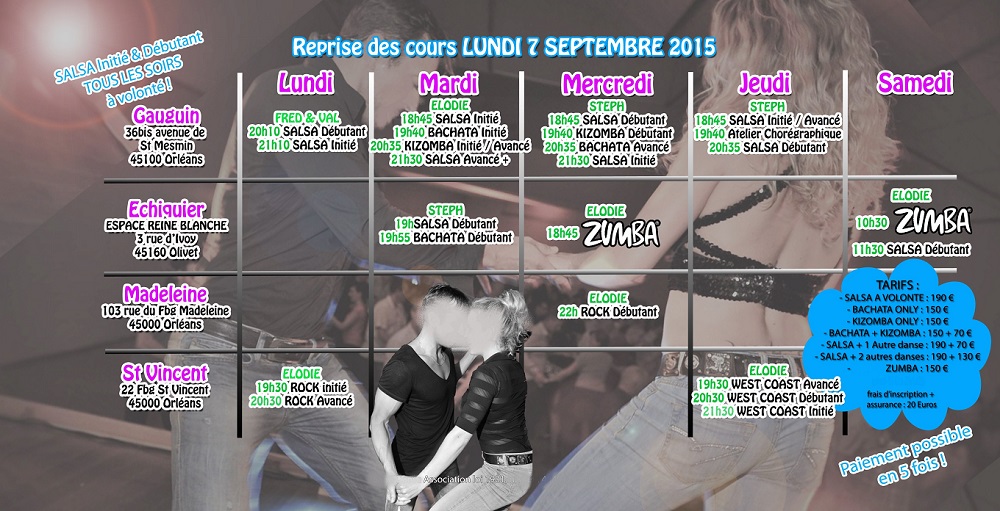 Reprise des cours LUNDI 7 SEPTEMBRE 2015
SALSA Initié & Débutant
TOUS LES SOIRS
à volonté !
Lundi
Mardi
Mercredi
Jeudi
Samedi
Gauguin
36bis avenue de
St Mesmin
45100 Orléans
FRED & VAL
20h10 SALSA Débutant
21h10 SALSA Initié
ELODIE
18h45 SALSA Initié
19h40 BACHATA Initié
20h35 KIZOMBA Initié / Avancé
21h30 SALSA Avancé +
STEPH
18h45 SALSA Débutant
19h40 KIZOMBA Débutant
20h35 BACHATA Avancé
21h30 SALSA Initié
STEPH
18h45 SALSA Initié / Avancé
19h40 Atelier Chorégraphique
20h35 SALSA Débutant
Echiquier
ESPACE REINE BLANCHE
3 rue d'Ivoy
45160 Olivet
STEPH
19h SALSA Débutant
19h55 BACHATA Débutant
ELODIE
18h45 ZUMBA
ELODIE
10h30 ZUMBA
11h30 SALSA Débutant
Madeleine
103 rue du Fbg Madeleine
45000 Orléans
ELODIE
22h ROCK Débutant
St Vincent
22 Fbg St Vincent
45000 Orléans
ELODIE
19h30 ROCK initié
20h30 ROCK Avancé
ELODIE
19h30 WEST COAST Avancé
20h30 WEST COAST Débutant
21h30 WEST COAST Initié
TARIFS :
- SALSA A VOLONTE : 190 €
- BACHATA ONLY : 150 €
- KIZOMBA ONLY : 150 €
- BACHATA + KIZOMBA : 150 + 70 €
- SALSA + 1 Autre danse : 190 + 70 €
- SALSA + 2 autres danses : 190 + 130 €
- ZUMBA : 150 €
frais d'inscription +
assurance : 20 Euros
Paiement possible
en 5 fois !
Association